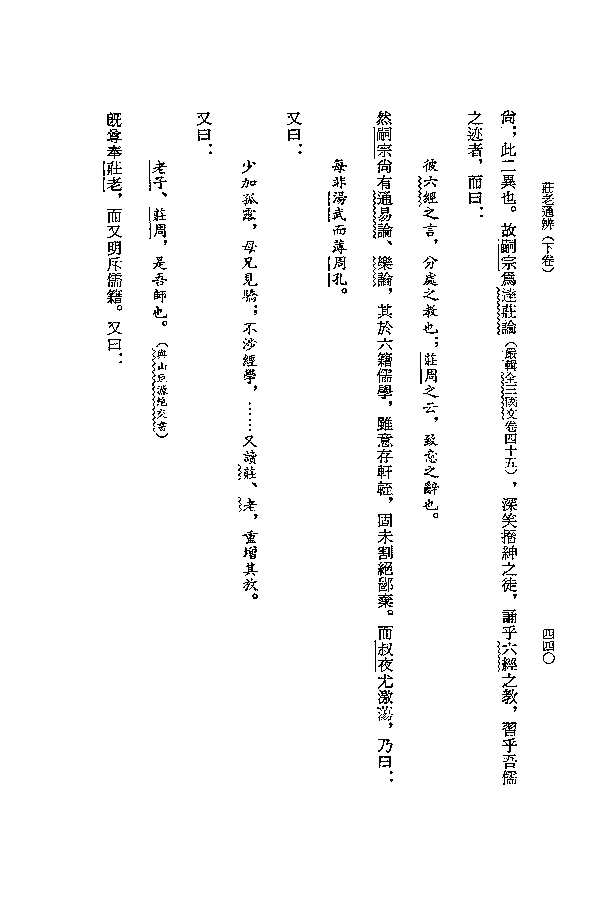 莊老通辨（下卷）
四四〇
尙；此二異也。故嗣宗爲達莊論（嚴輯全三國文卷四十五），深笑搢紳之徒，誦乎六經之教，習乎吾儒
之迹者，而曰：
彼六經之言，分處之教也；莊周之云，致意之辭也。
然嗣宗尙有通易論、樂論，其於六籍儒學，雖意存軒輊，固未割絕鄙棄。而叔夜尤激蕩，乃曰：
每非湯武而薄周孔。
又曰：
少加孤露，母兄見驕；不涉經學，……又讀莊、老，重增其放。
又曰：
老子、莊周，是吾師也。（與山巨源絕交書）
旣尊奉莊老，而又明斥儒籍。又曰：